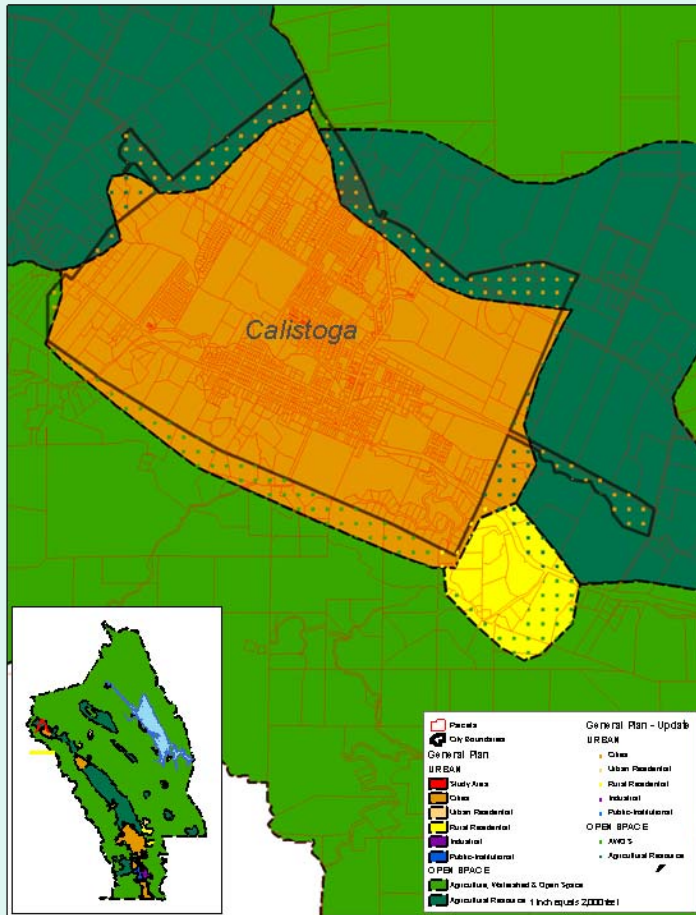 Calistoga
Parcels
City Boundaries
General Plan
URBAN
Study Area
Cities
Urban Residential
Rural Residential
Industrial
Public-Institutional
OPEN SPACE
Agriculture, Watershed & Open Space
Agricultural Resource
1 inch equals 2,000 feet
General Plan - Update
URBAN
Cities
Urban Residential
Rural Residential
Industrial
Public-Institutional
OPEN SPACE
AWOS
Agricultural Resource